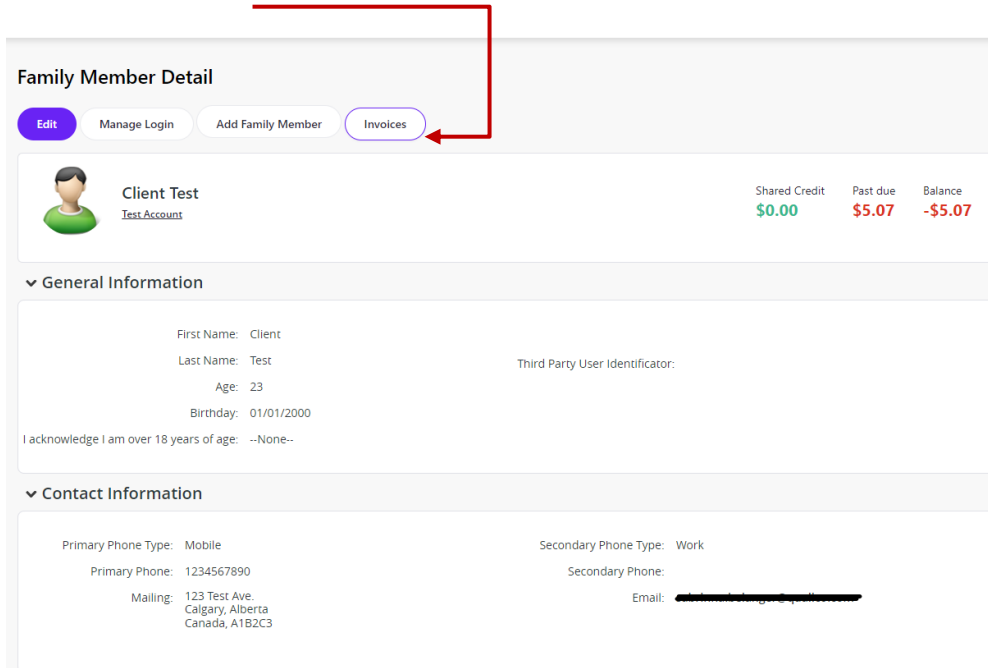 Family Member Detail
Edit Manage Login Add Family Member Invoices
Client Test
Test Account
Shared Credit Past due Balance
$0.00 $5.07 -$5.07
General Information
First Name: Client
Last Name: Test
Third Party User Identificator:
Age: 23
Birthday: 01/01/2000
I acknowledge I am over 18 years of age: --None--
Contact Information
Primary Phone Type: Mobile
Secondary Phone Type: Work
Primary Phone: 1234567890
Secondary Phone:
Mailing: 123 Test Ave.
Calgary, Alberta
Canada, A1B2C3
Email: